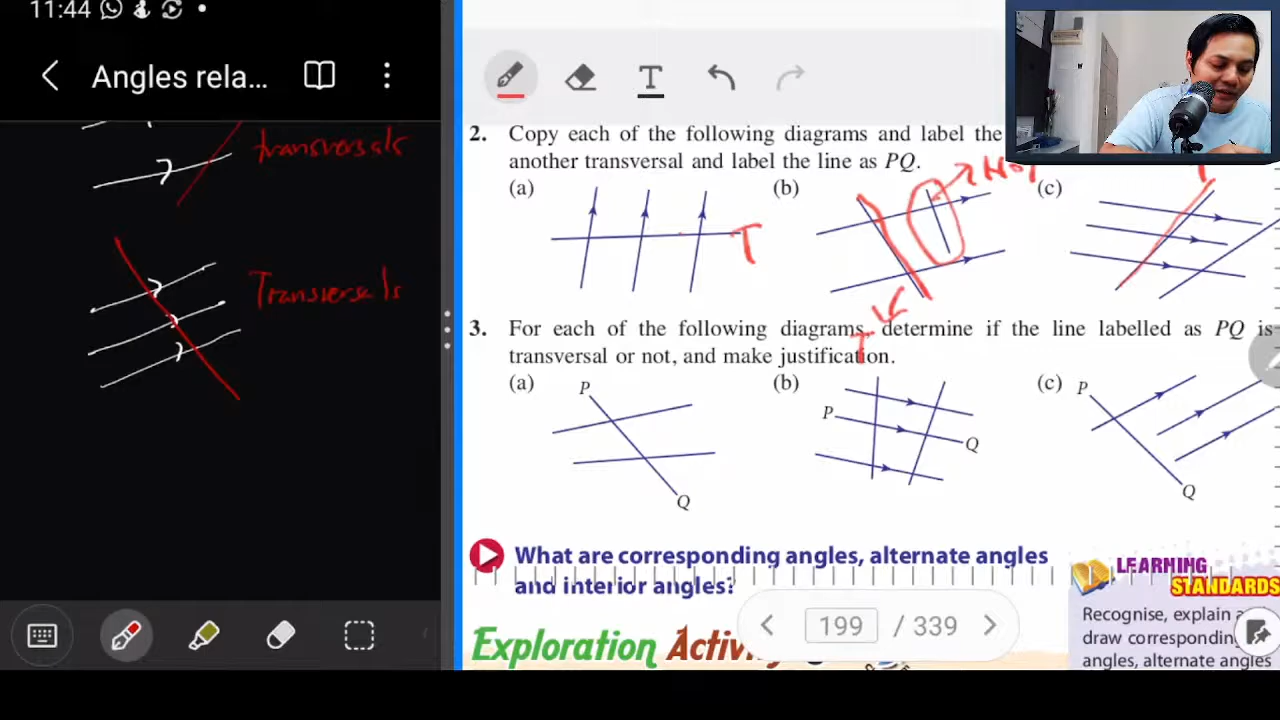 11:44
Angles rela...
transversals
Transversals
2. Copy each of the following diagrams and label the
another transversal and label the line as PQ.
(a) (b) (c)
T
T
3. For each of the following diagrams, determine if the line labelled as PQ is
transversal or not, and make justification.
(a) P Q
(b) P Q
(c) P Q
What are corresponding angles, alternate angles
and interior angles?
199 / 339
Exploration
LEARNING
STANDARDS
Recognise, explain
draw corresponding
angles, alternate angles